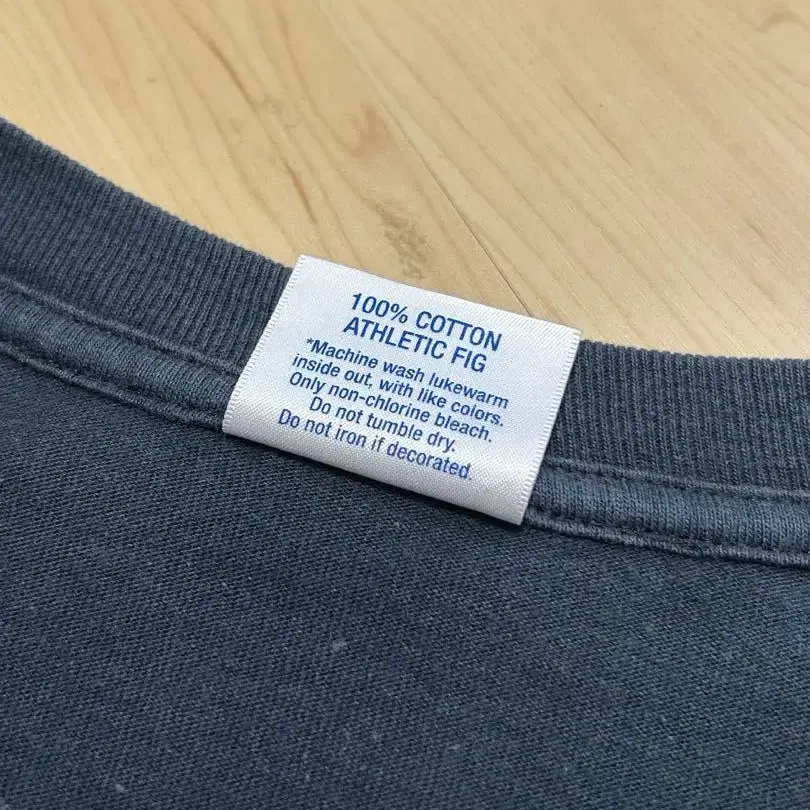 100% COTTON
ATHLETIC FIG
*Machine wash lukewarm
inside out, with like colors.
Only non-chlorine bleach.
Do not tumble dry.
Do not iron if decorated.